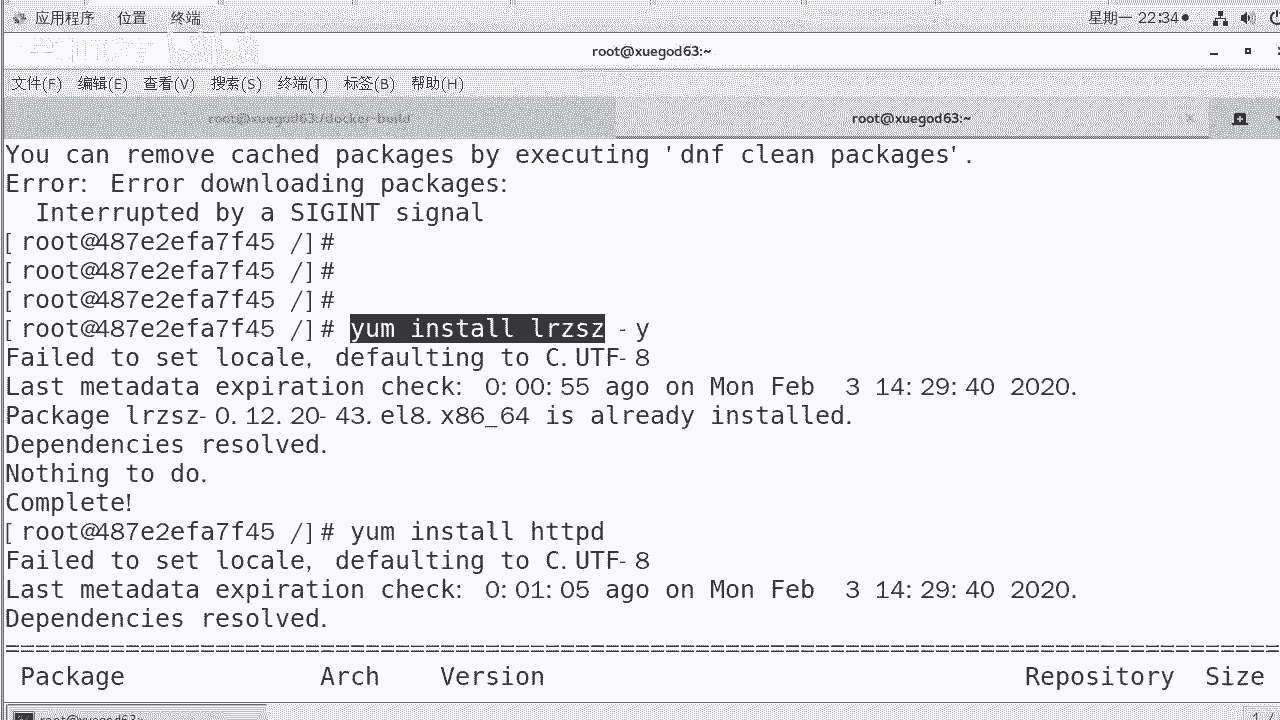 应用程序 位置 终端 星期一 22:34
root@xuegod63:~
文件(F) 编辑(E) 查看(V) 搜索(S) 终端(T) 标签(B) 帮助(H)
root@xuegod63:/docker-build root@xuegod63:~
You can remove cached packages by executing 'dnf clean packages'.
Error: Error downloading packages:
Interrupted by a SIGINT signal
[root@487e2efa7f45 /]#
[root@487e2efa7f45 /]#
[root@487e2efa7f45 /]#
[root@487e2efa7f45 /]# yum install lrzsz -y
Failed to set locale, defaulting to C.UTF-8
Last metadata expiration check: 0:00:55 ago on Mon Feb  3 14:29:40 2020.
Package lrzsz-0.12.20-43.el8.x86_64 is already installed.
Dependencies resolved.
Nothing to do.
Complete!
[root@487e2efa7f45 /]# yum install httpd
Failed to set locale, defaulting to C.UTF-8
Last metadata expiration check: 0:01:05 ago on Mon Feb  3 14:29:40 2020.
Dependencies resolved.
Package Arch Version Repository Size
root@xuegod63:~